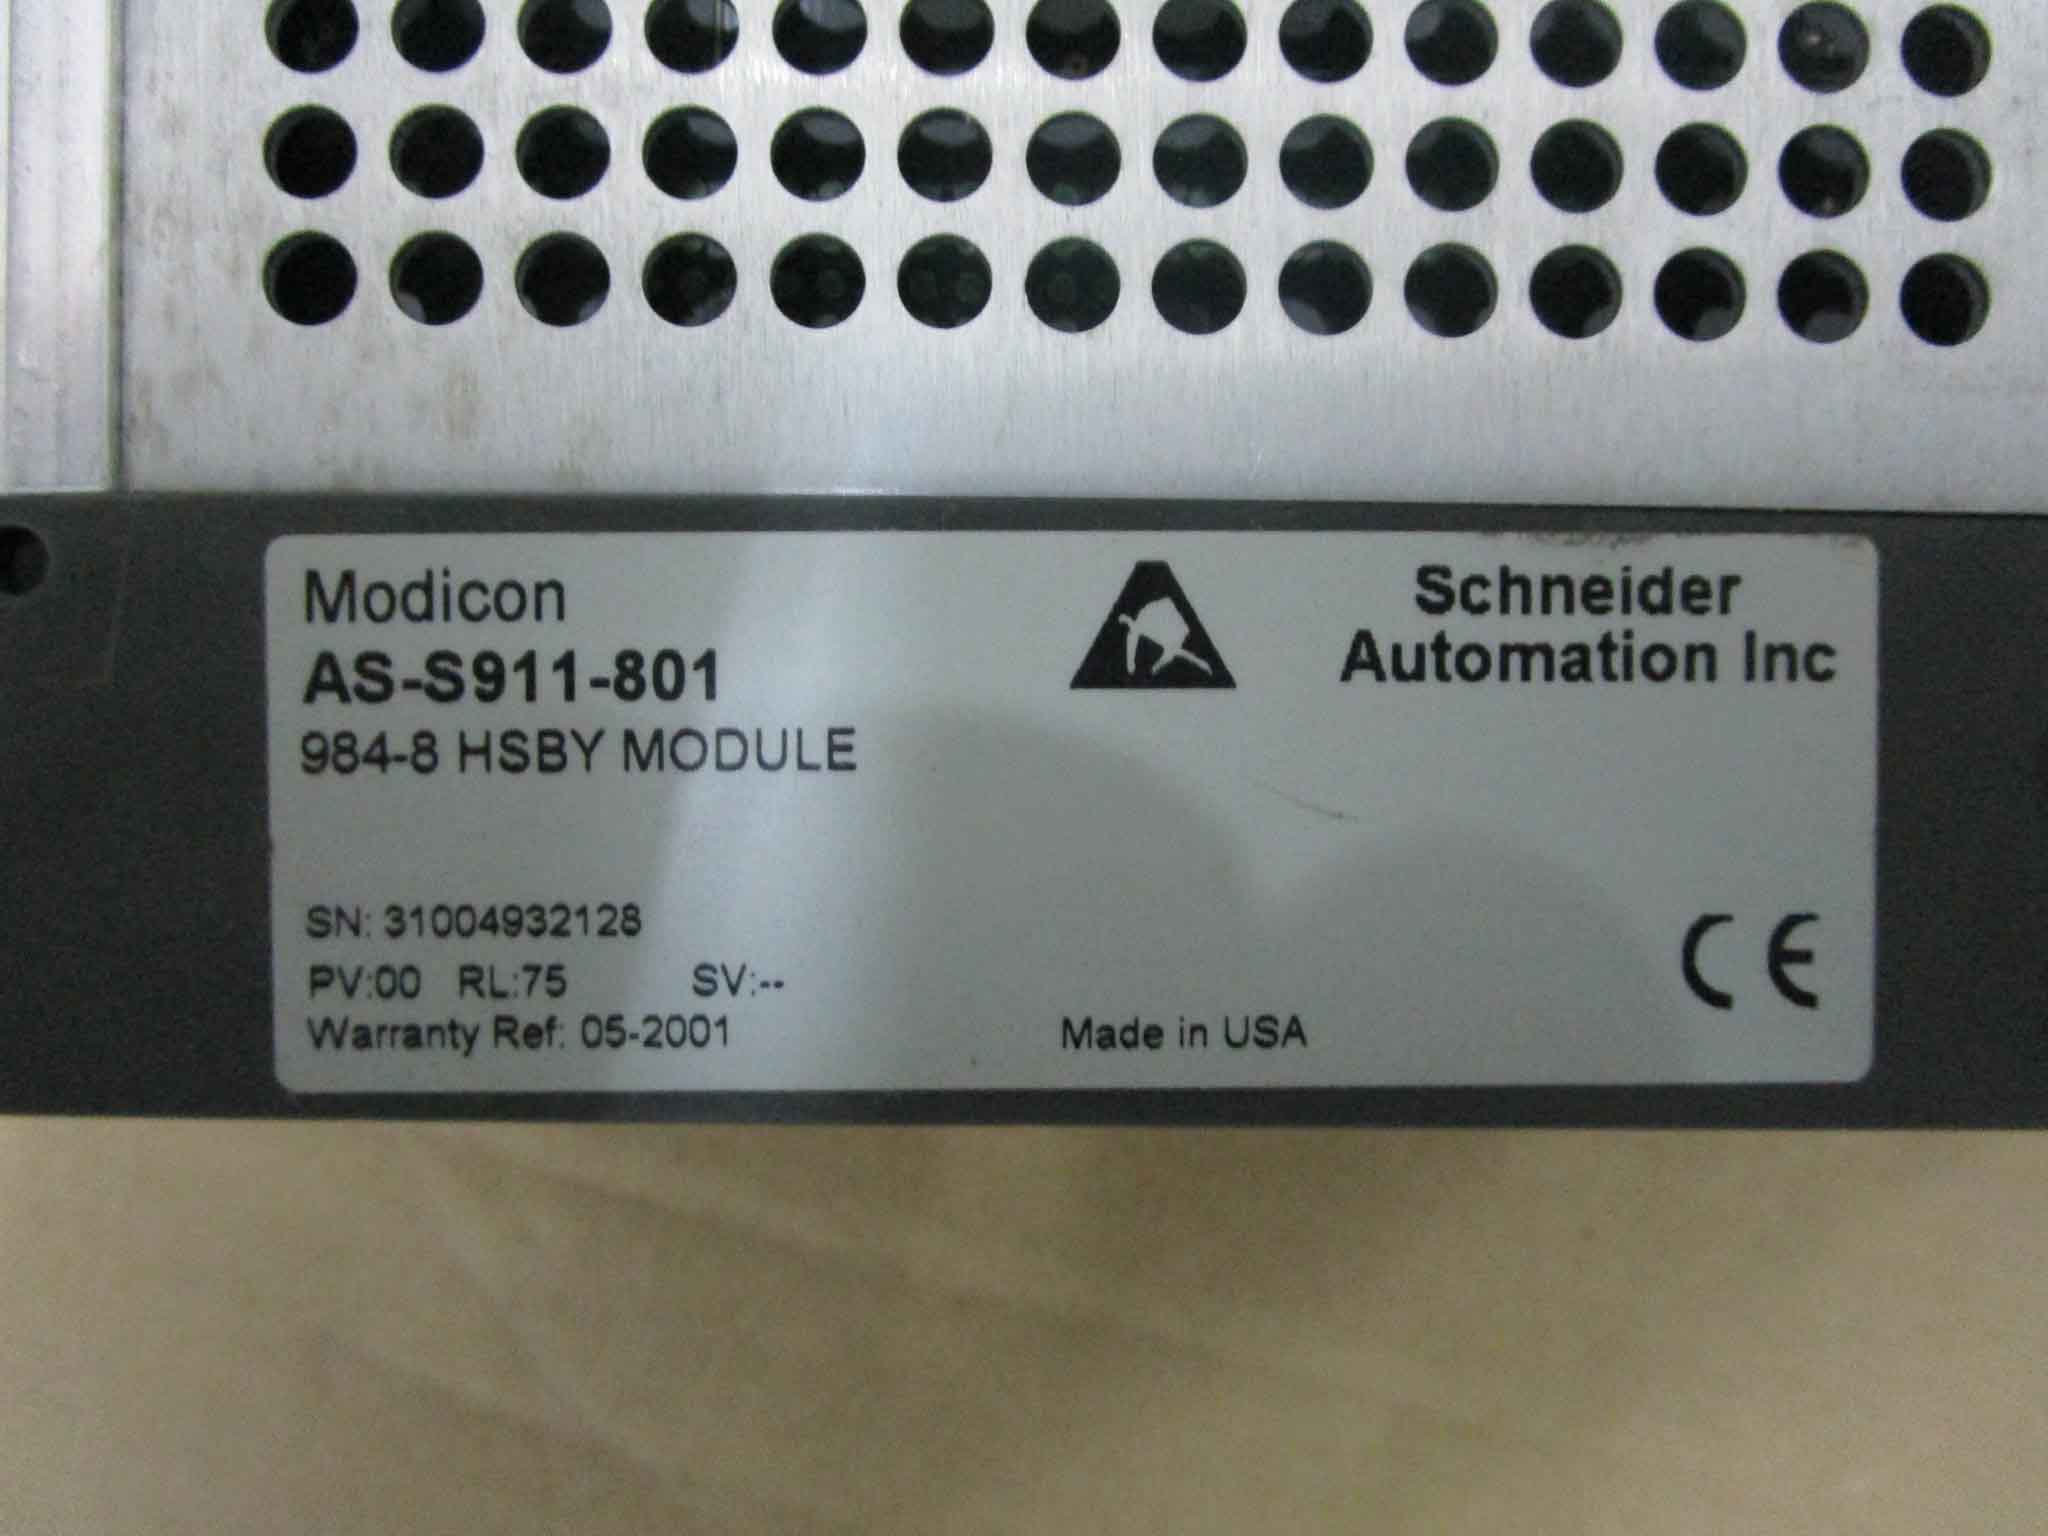 Modicon
AS-S911-801
984-8 HSBY MODULE
Schneider
Automation Inc
SN: 31004932128
PV:00 RL:75 SV:--
Warranty Ref: 05-2001
Made in USA
CE